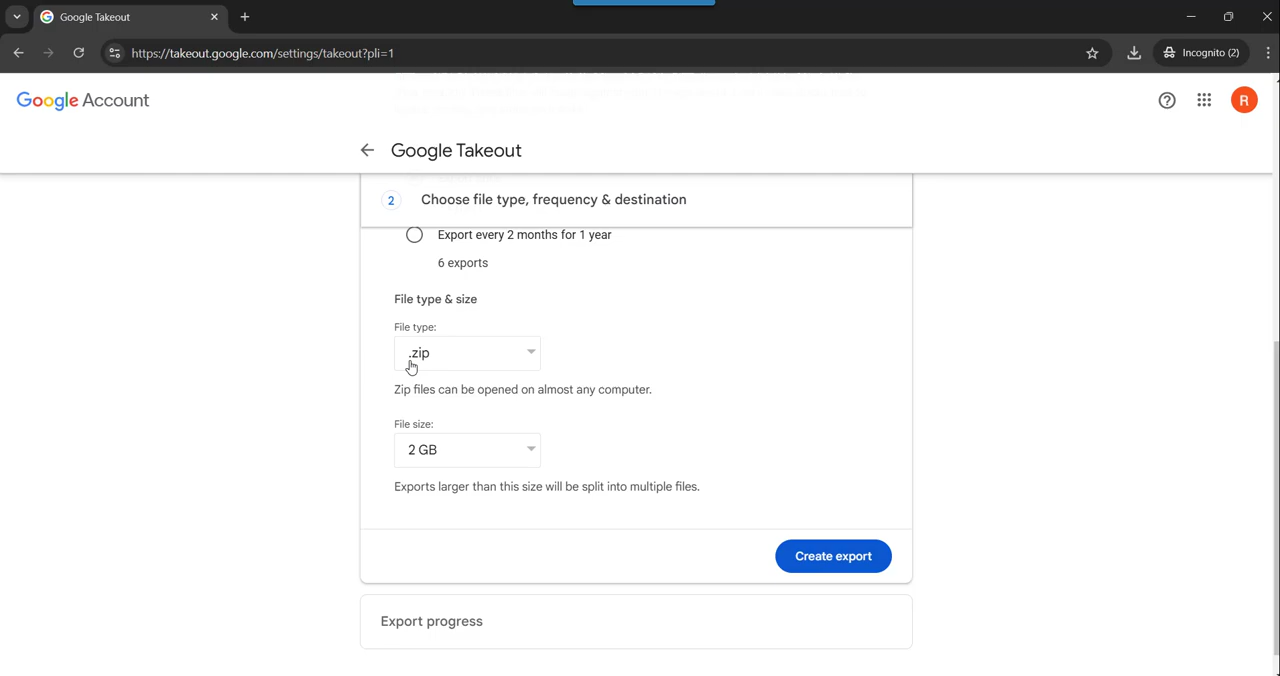 Google Takeout
https://takeout.google.com/settings/takeout?pli=1
Incognito (2)
Google Account
R
Google Takeout
2 Choose file type, frequency & destination
Export every 2 months for 1 year
6 exports
File type & size
File type:
.zip
Zip files can be opened on almost any computer.
File size:
2 GB
Exports larger than this size will be split into multiple files.
Create export
Export progress